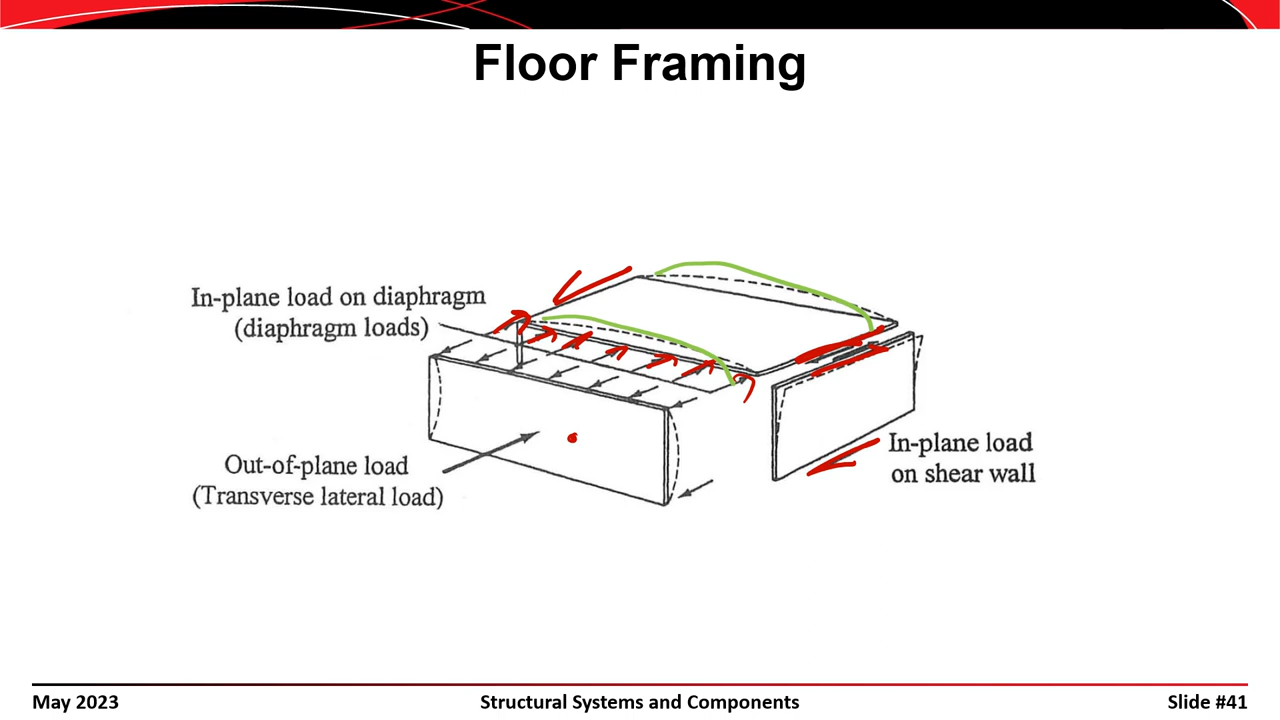 Floor Framing
In-plane load on diaphragm
(diaphragm loads)
Out-of-plane load
(Transverse lateral load)
In-plane load
on shear wall
May 2023
Structural Systems and Components
Slide #41